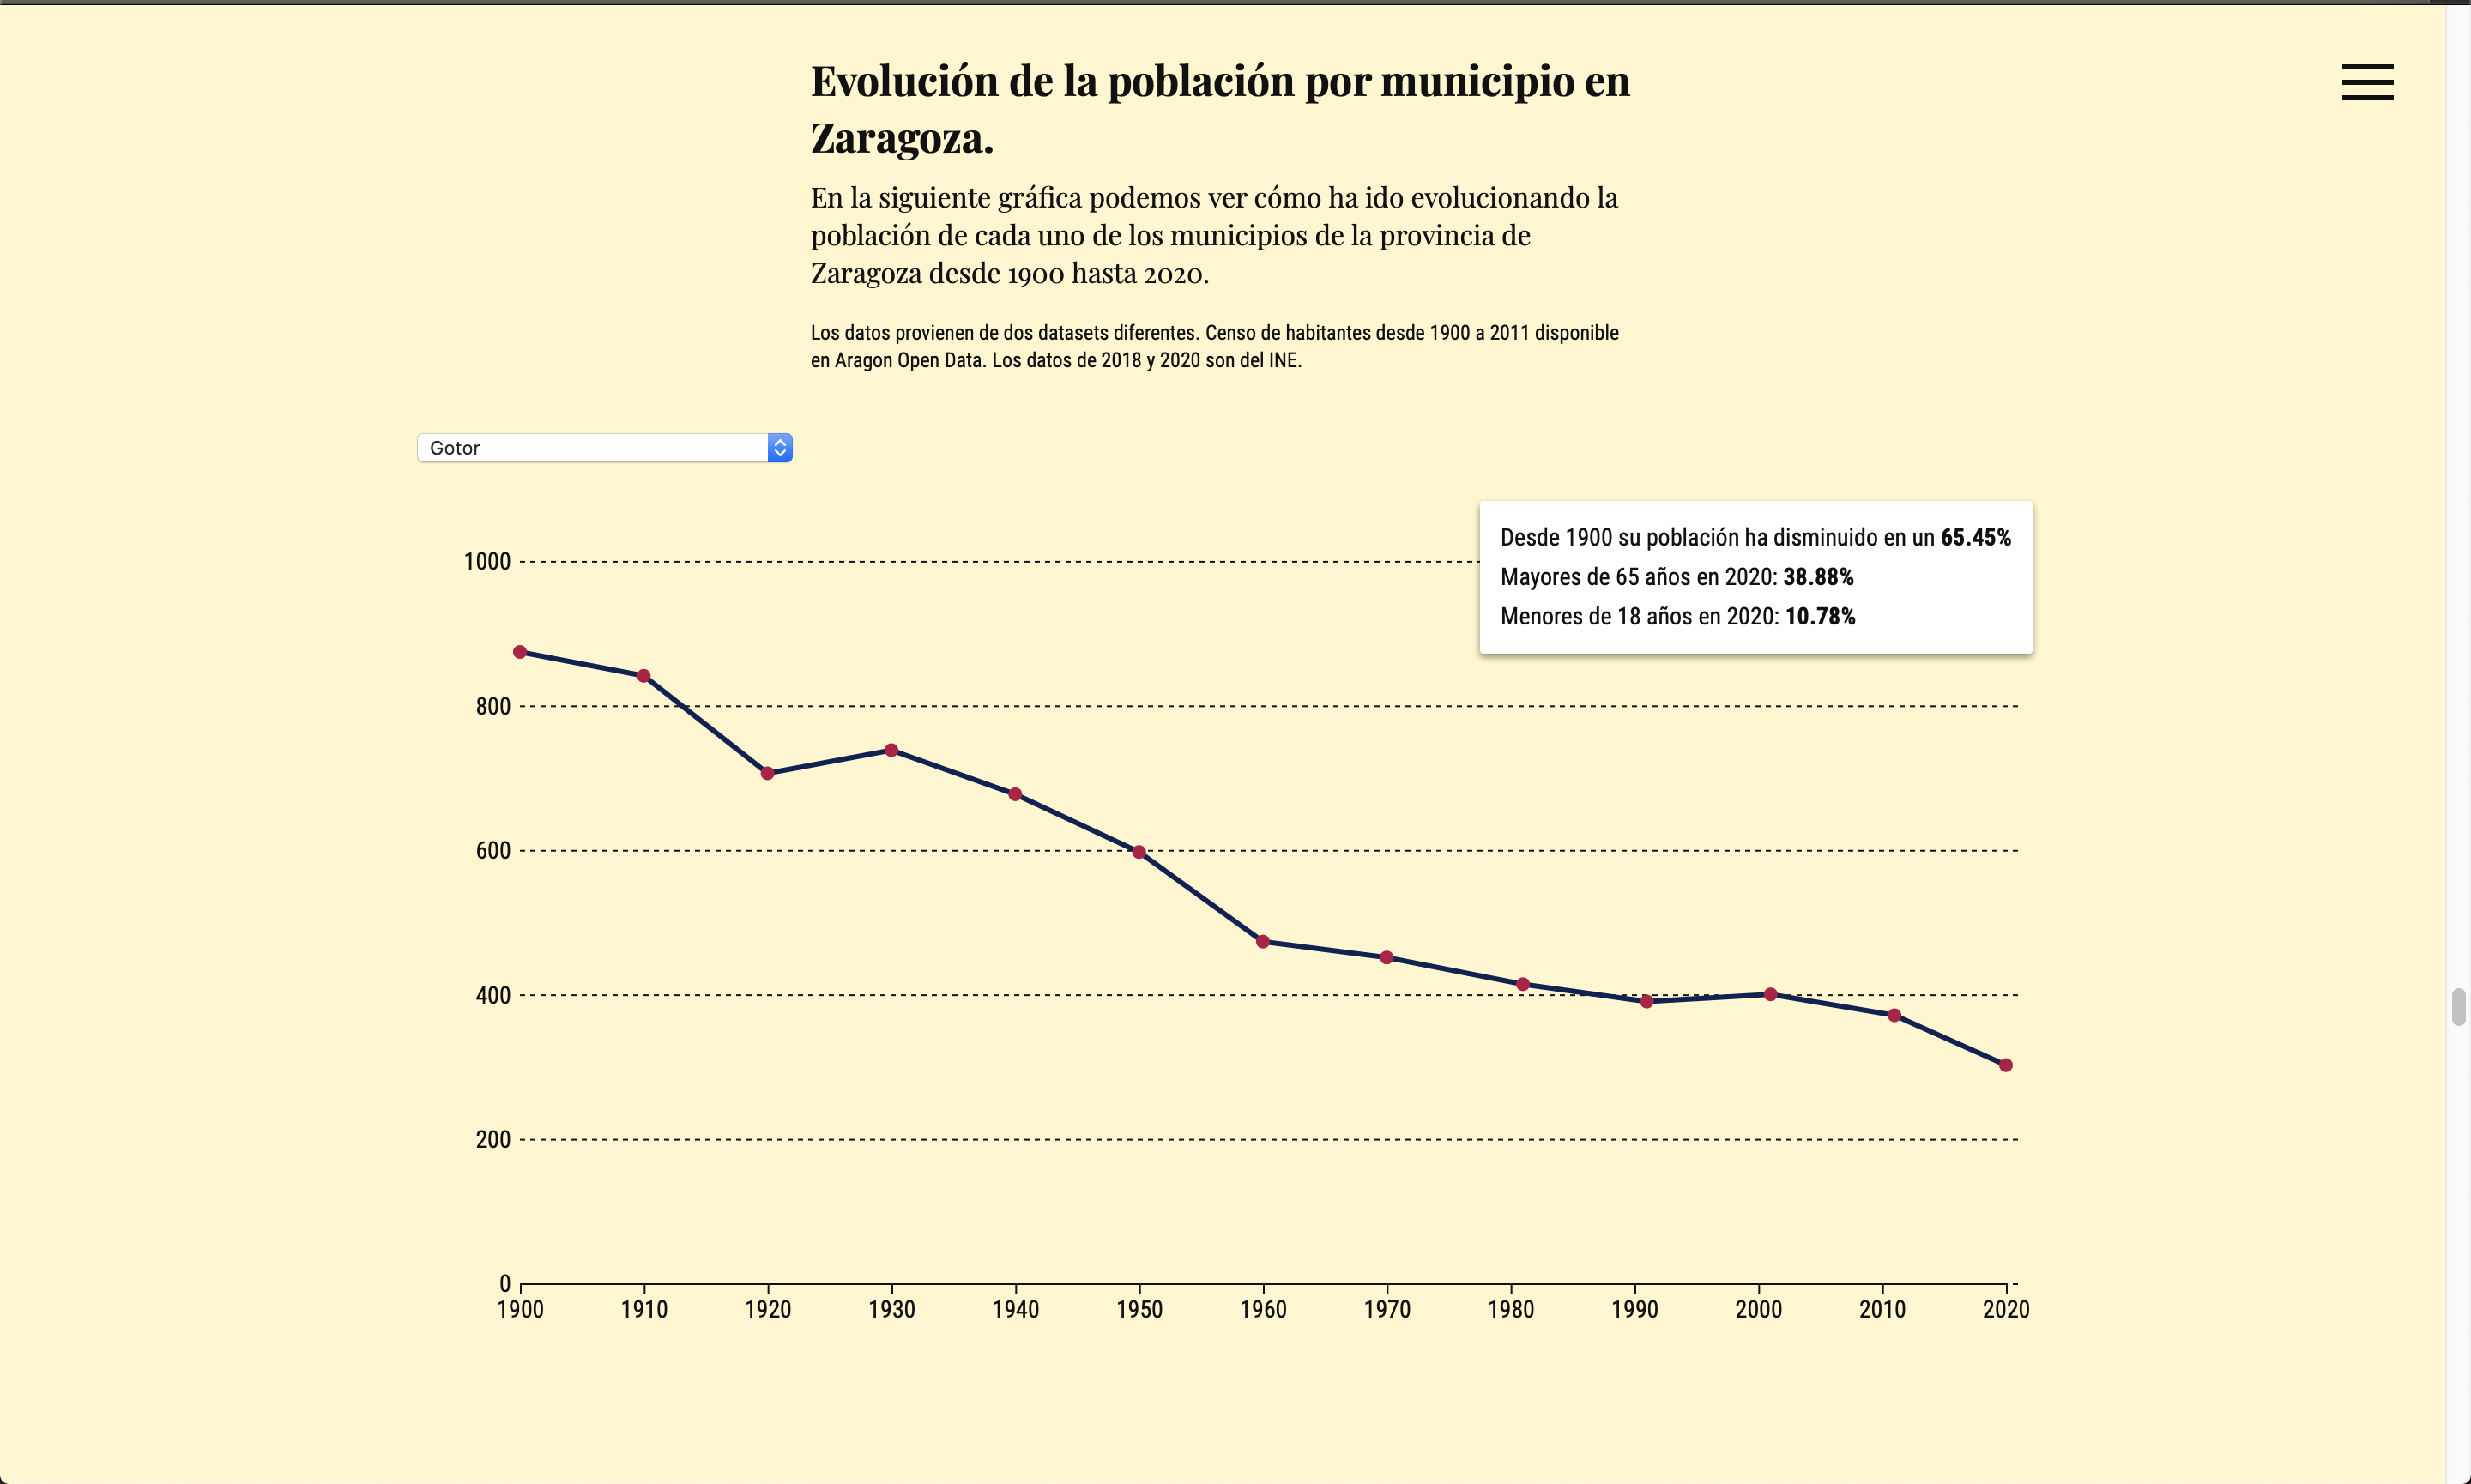 Evolución de la población por municipio en
Zaragoza.
En la siguiente gráfica podemos ver cómo ha ido evolucionando la
población de cada uno de los municipios de la provincia de
Zaragoza desde 1900 hasta 2020.
Los datos provienen de dos datasets diferentes. Censo de habitantes desde 1900 a 2011 disponible
en Aragon Open Data. Los datos de 2018 y 2020 son del INE.
Gotor
Desde 1900 su población ha disminuido en un 65.45%
Mayores de 65 años en 2020: 38.88%
Menores de 18 años en 2020: 10.78%
1000
800
600
400
200
0
1900 1910 1920 1930 1940 1950 1960 1970 1980 1990 2000 2010 2020